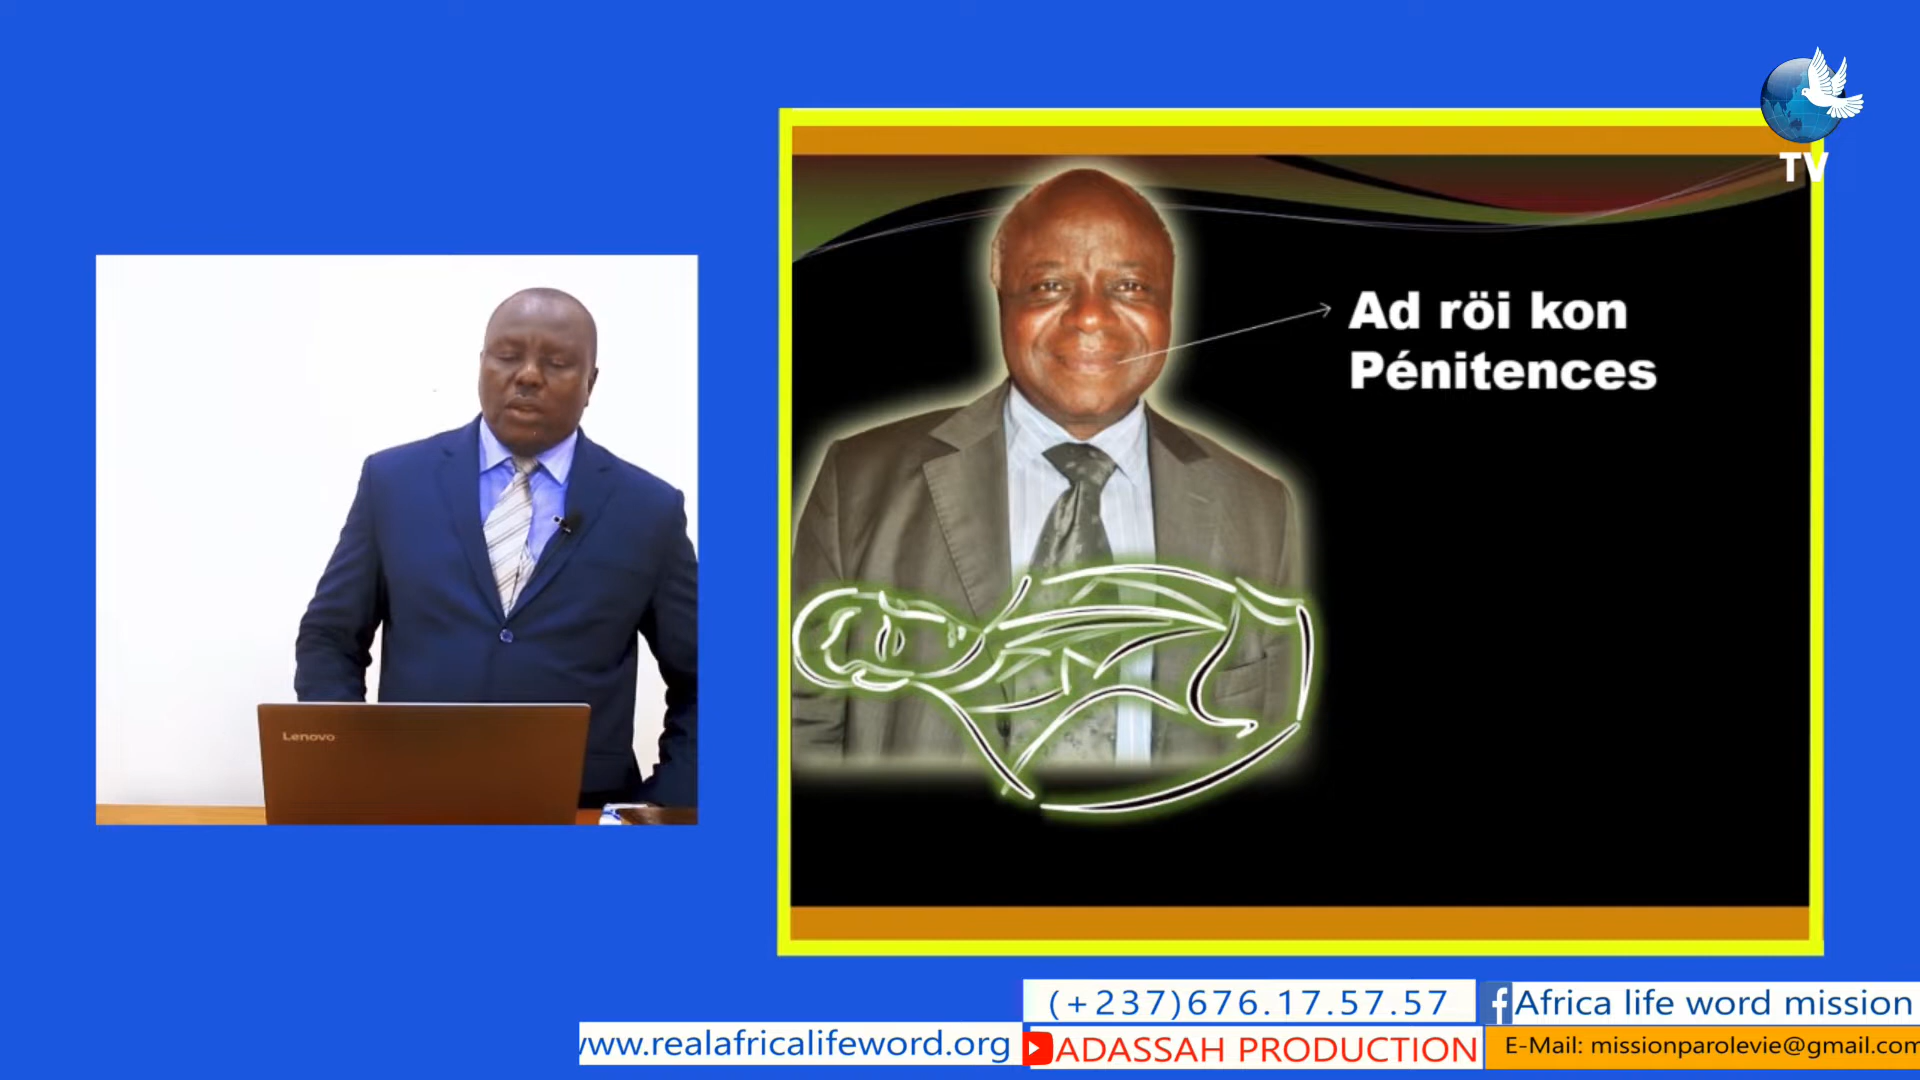 TV
Ad röi kon
Pénitences
Lenovo
(+237)676.17.57.57
Africa life word mission
www.realafricalifeword.org
ADASSAH PRODUCTION
E-Mail: missionparolevie@gmail.com